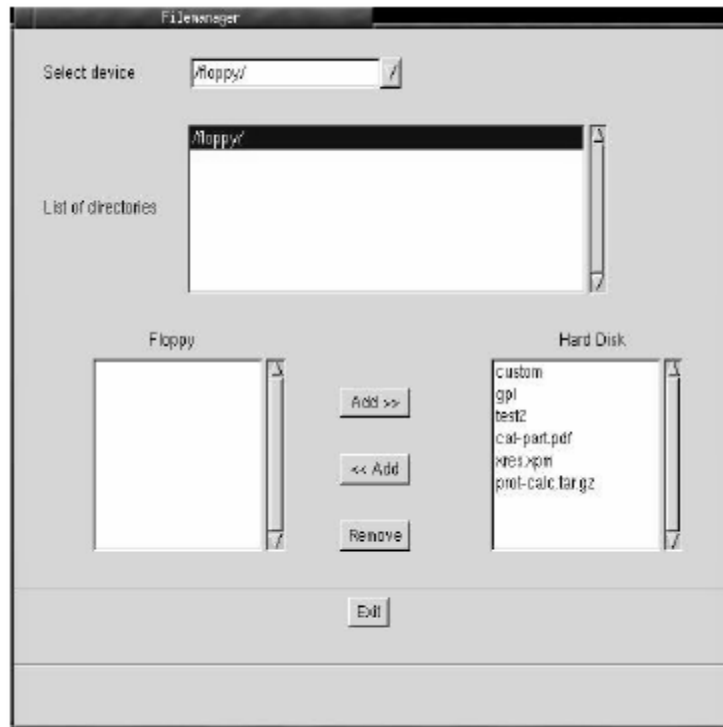 Filemanager
Select device
/floppy/
/floppy/
List of directories
Floppy
Hard Disk
custom
gpl
test2
cat-part.pdf
xres.xpm
prot-calc.tar.gz
Add >>
<< Add
Remove
Exit